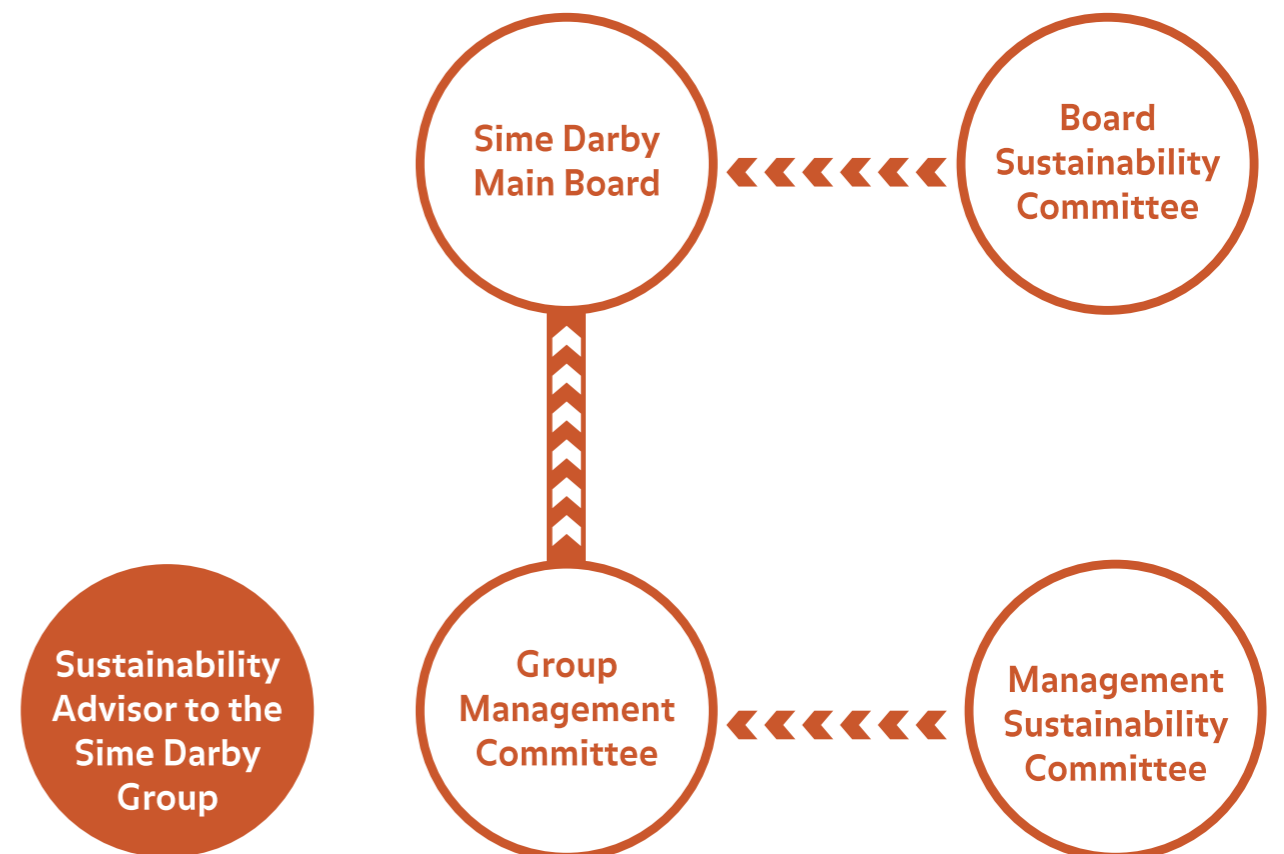 Sime Darby
Main Board
Board
Sustainability
Committee
Sustainability
Advisor to the
Sime Darby
Group
Group
Management
Committee
Management
Sustainability
Committee